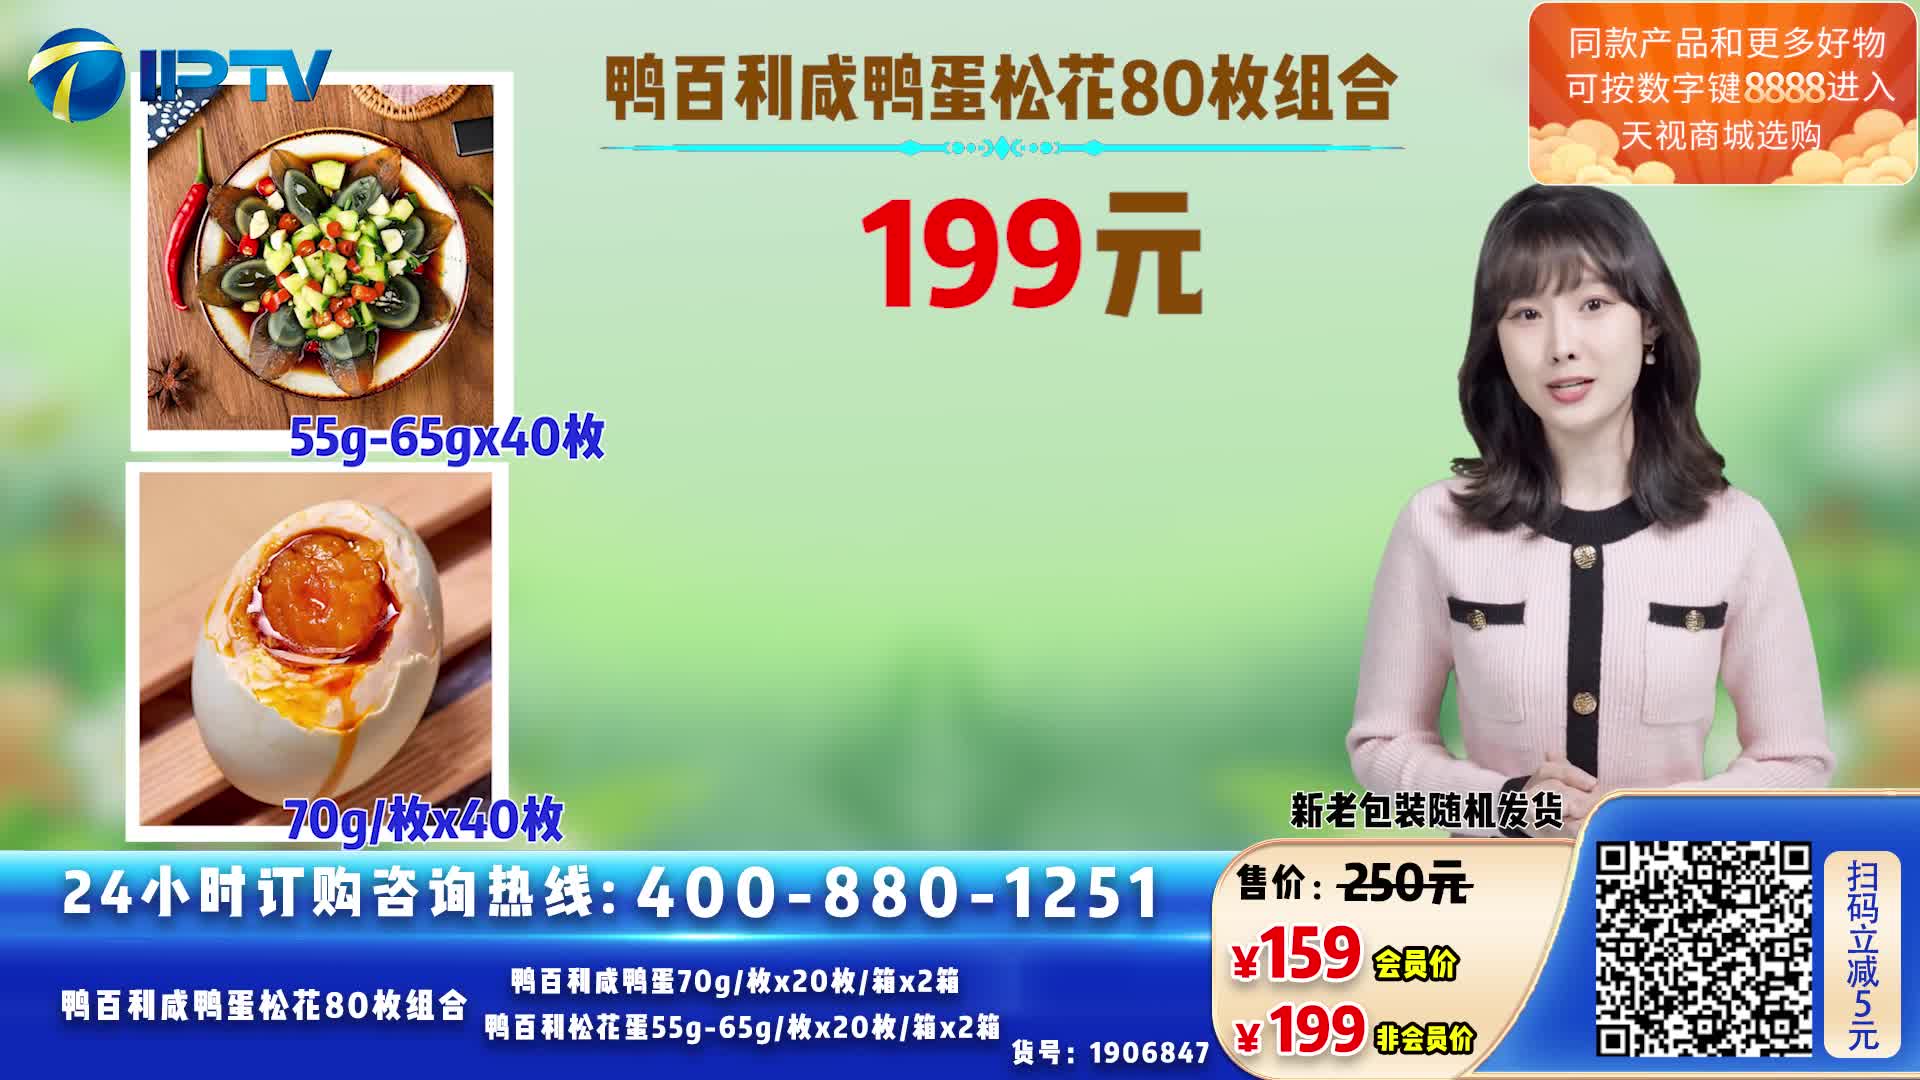 IPTV
鸭百利咸鸭蛋松花80枚组合
199元
同款产品和更多好物
可按数字键8888进入
天视商城选购
55g-65gx40枚
70g/枚x40枚
新老包装随机发货
24小时订购咨询热线:400-880-1251
鸭百利咸鸭蛋松花80枚组合
鸭百利咸鸭蛋70g/枚x20枚/箱x2箱
鸭百利松花蛋55g-65g/枚x20枚/箱x2箱
货号：1906847
售价：250元
¥159 会员价
¥199 非会员价
扫码立减5元